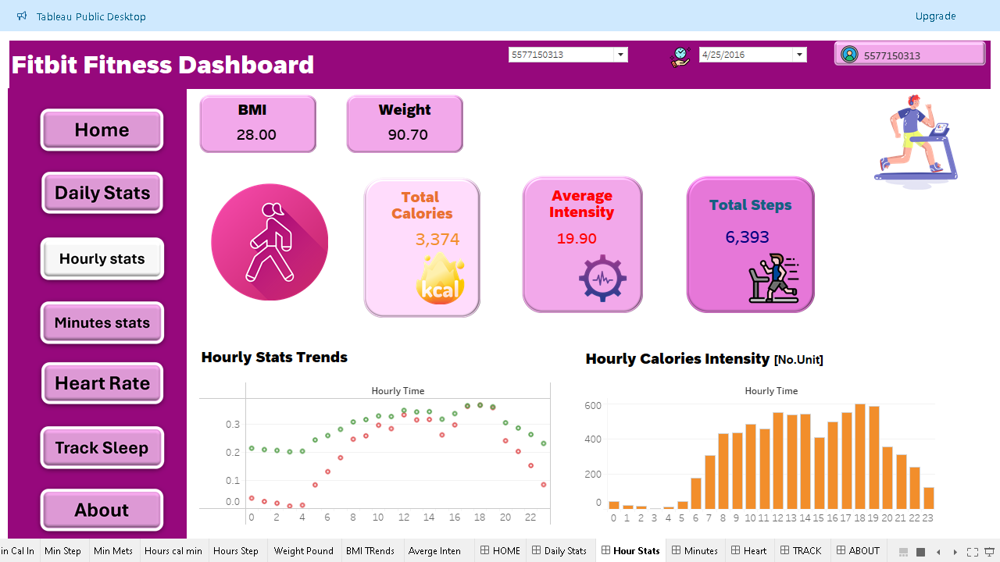 Tableau Public Desktop
Upgrade
Fitbit Fitness Dashboard
5577150313
4/25/2016
5577150313
Home
Daily Stats
Hourly stats
Minutes stats
Heart Rate
Track Sleep
About
BMI
28.00
Weight
90.70
Total
Calories
3,374
kcal
Average
Intensity
19.90
Total Steps
6,393
Hourly Stats Trends
Hourly Time
0.3
0.2
0.1
0.0
0 2 4 6 8 10 12 14 16 18 20 22
Hourly Calories Intensity [No.Unit]
Hourly Time
600
400
200
0
0 1 2 3 4 5 6 7 8 9 10 11 12 13 14 15 16 17 18 19 20 21 22 23
in Cal In
Min Step
Min Mets
Hours cal min
Hourp Step
Weight Pound
BMI TRends
Averge Inten
HOME
Daily Stats
Hour Stats
Minutes
Heart
TRACK
ABOUT